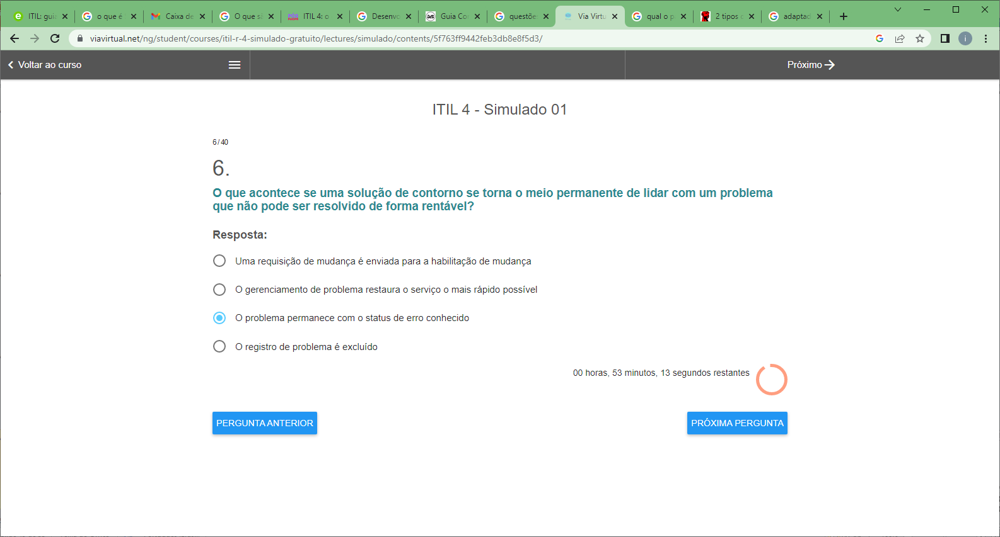 ITIL: guia
o que é
Caixa de
O que sã
ITIL 4: o
Desenvo
Guia Co
questões
Via Virtu
qual o p
2 tipos
adaptad
viavirtual.net/ng/student/courses/itil-r-4-simulado-gratuito/lectures/simulado/contents/5f763ff9442feb3db8e8f5d3/
i
Voltar ao curso
Próximo
ITIL 4 - Simulado 01
6 / 40
6.
O que acontece se uma solução de contorno se torna o meio permanente de lidar com um problema
que não pode ser resolvido de forma rentável?
Resposta:
Uma requisição de mudança é enviada para a habilitação de mudança
O gerenciamento de problema restaura o serviço o mais rápido possível
O problema permanece com o status de erro conhecido
O registro de problema é excluído
00 horas, 53 minutos, 13 segundos restantes
PERGUNTA ANTERIOR
PRÓXIMA PERGUNTA